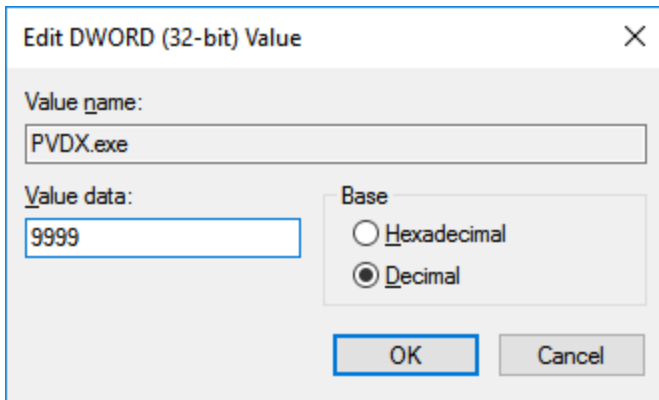 Edit DWORD (32-bit) Value
Value name:
PVDX.exe
Value data:
9999
Base
Hexadecimal
Decimal
OK
Cancel